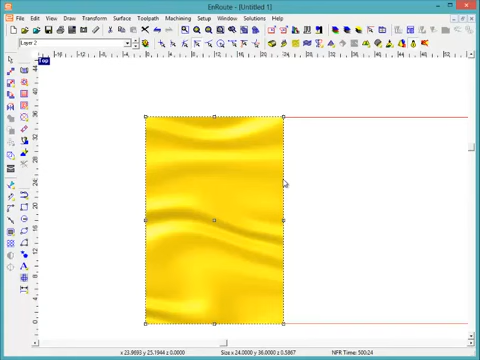 EnRoute - [Untitled 1]
File Edit View Draw Transform Surface Toolpath Machining Setup Window Solutions Help
Layer 2
Top
x 23.9693 y 25.1944 z 0.0000 Size x 24.0000 y 36.0000 z 0.5867 NFR Time: 500:24